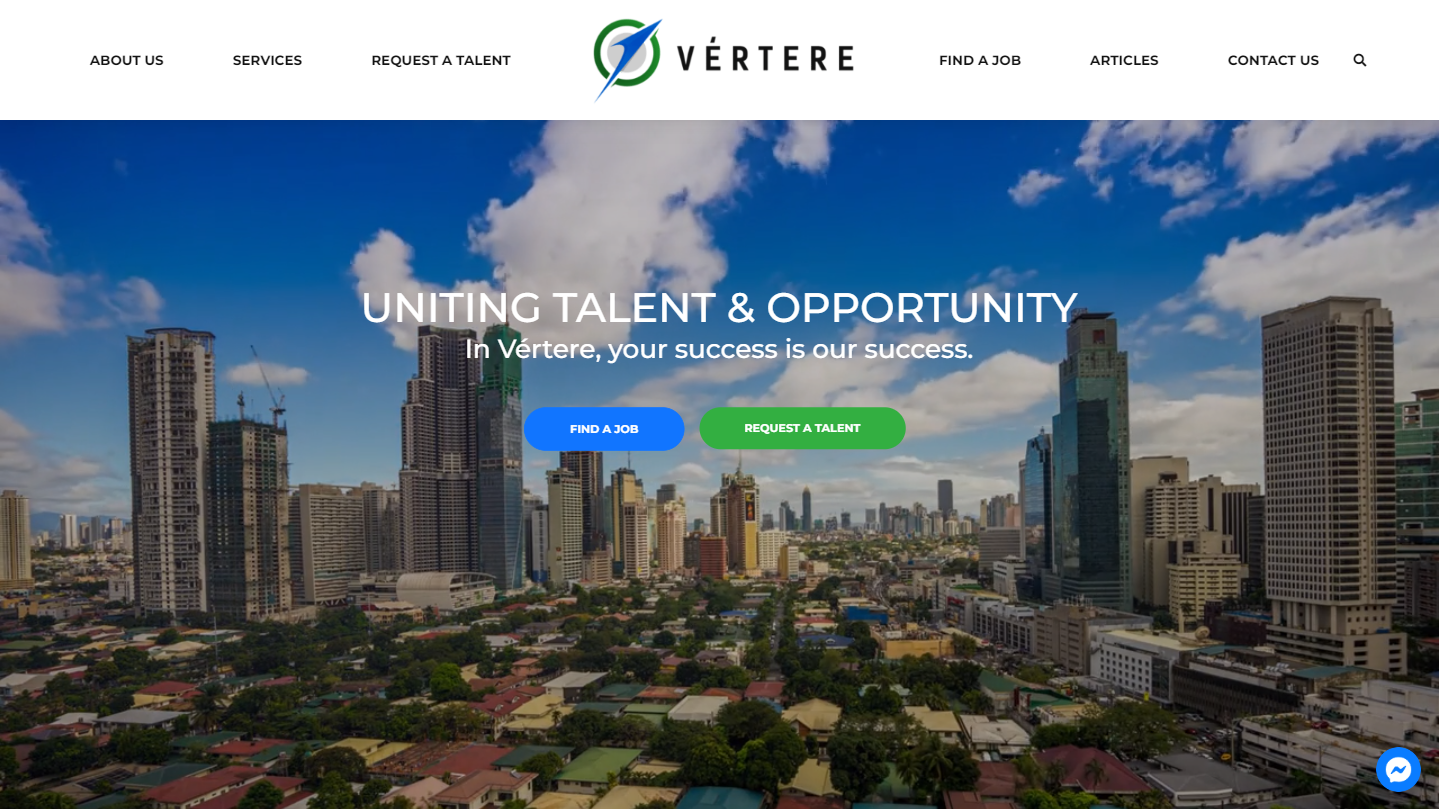 ABOUT US
SERVICES
REQUEST A TALENT
VÉRTERE
FIND A JOB
ARTICLES
CONTACT US
UNITING TALENT & OPPORTUNITY
In Vértere, your success is our success.
FIND A JOB
REQUEST A TALENT